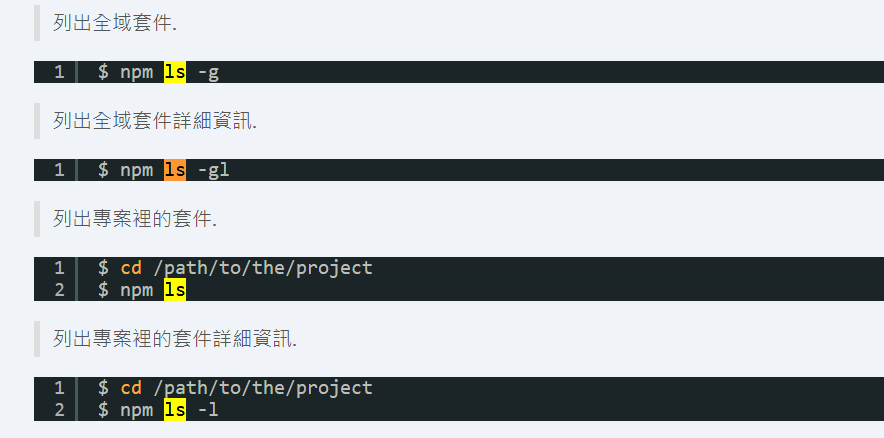 列出全域套件.
1 $ npm ls -g
列出全域套件詳細資訊.
1 $ npm ls -gl
列出專案裡的套件.
1 $ cd /path/to/the/project
2 $ npm ls
列出專案裡的套件詳細資訊.
1 $ cd /path/to/the/project
2 $ npm ls -l